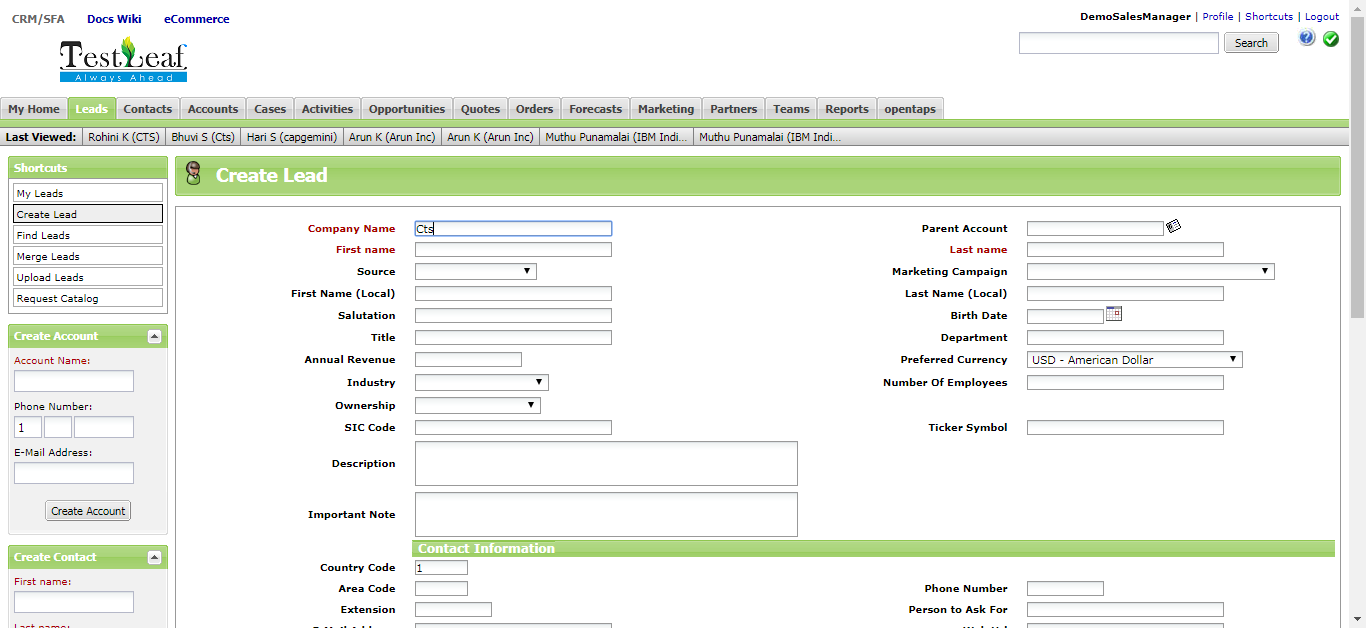 CRM/SFA Docs Wiki eCommerce
DemoSalesManager | Profile | Shortcuts | Logout
TestLeaf
Always Ahead
Search
My Home Leads Contacts Accounts Cases Activities Opportunities Quotes Orders Forecasts Marketing Partners Teams Reports opentaps
Last Viewed: Rohini K (CTS) Bhuvi S (Cts) Hari S (capgemini) Arun K (Arun Inc) Arun K (Arun Inc) Muthu Punamalai (IBM Indi... Muthu Punamalai (IBM Indi...
Shortcuts
My Leads
Create Lead
Find Leads
Merge Leads
Upload Leads
Request Catalog
Create Account
Account Name:
Phone Number:
1
E-Mail Address:
Create Account
Create Contact
First name:
Last name:
Create Lead
Company Name Cts Parent Account
First name Last name
Source Marketing Campaign
First Name (Local) Last Name (Local)
Salutation Birth Date
Title Department
Annual Revenue Preferred Currency USD - American Dollar
Industry Number Of Employees
Ownership
SIC Code Ticker Symbol
Description
Important Note
Contact Information
Country Code 1
Area Code Phone Number
Extension Person to Ask For